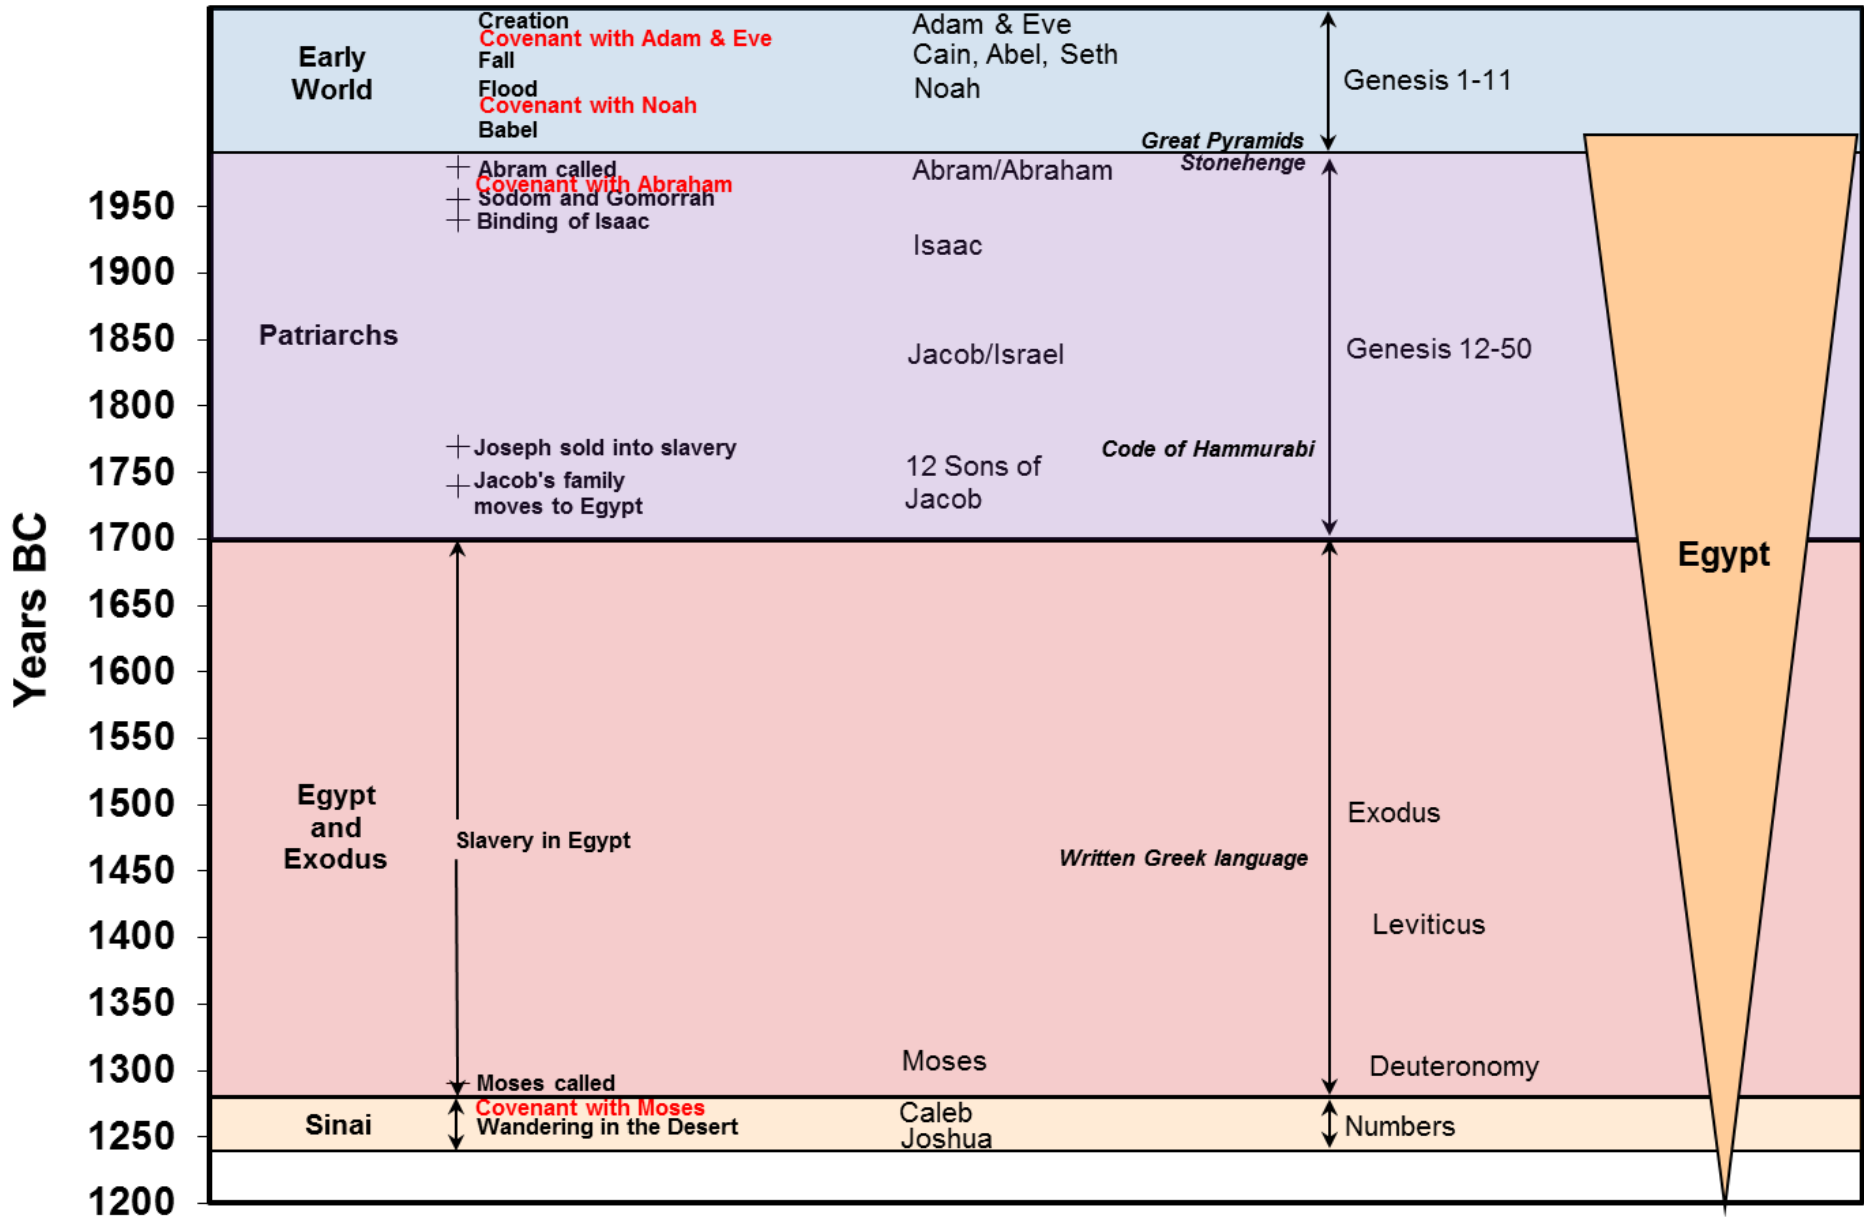 Years BC
1950
1900
1850
1800
1750
1700
1650
1600
1550
1500
1450
1400
1350
1300
1250
1200
Early
World
Creation
Covenant with Adam & Eve
Fall
Flood
Covenant with Noah
Babel
Adam & Eve
Cain, Abel, Seth
Noah
Genesis 1-11
Great Pyramids
Stonehenge
Patriarchs
Abram called
Covenant with Abraham
Sodom and Gomorrah
Binding of Isaac
Joseph sold into slavery
Jacob's family
moves to Egypt
Abram/Abraham
Isaac
Jacob/Israel
12 Sons of
Jacob
Code of Hammurabi
Genesis 12-50
Egypt
and
Exodus
Slavery in Egypt
Moses called
Moses
Written Greek language
Exodus
Leviticus
Deuteronomy
Sinai
Covenant with Moses
Wandering in the Desert
Caleb
Joshua
Numbers
Egypt